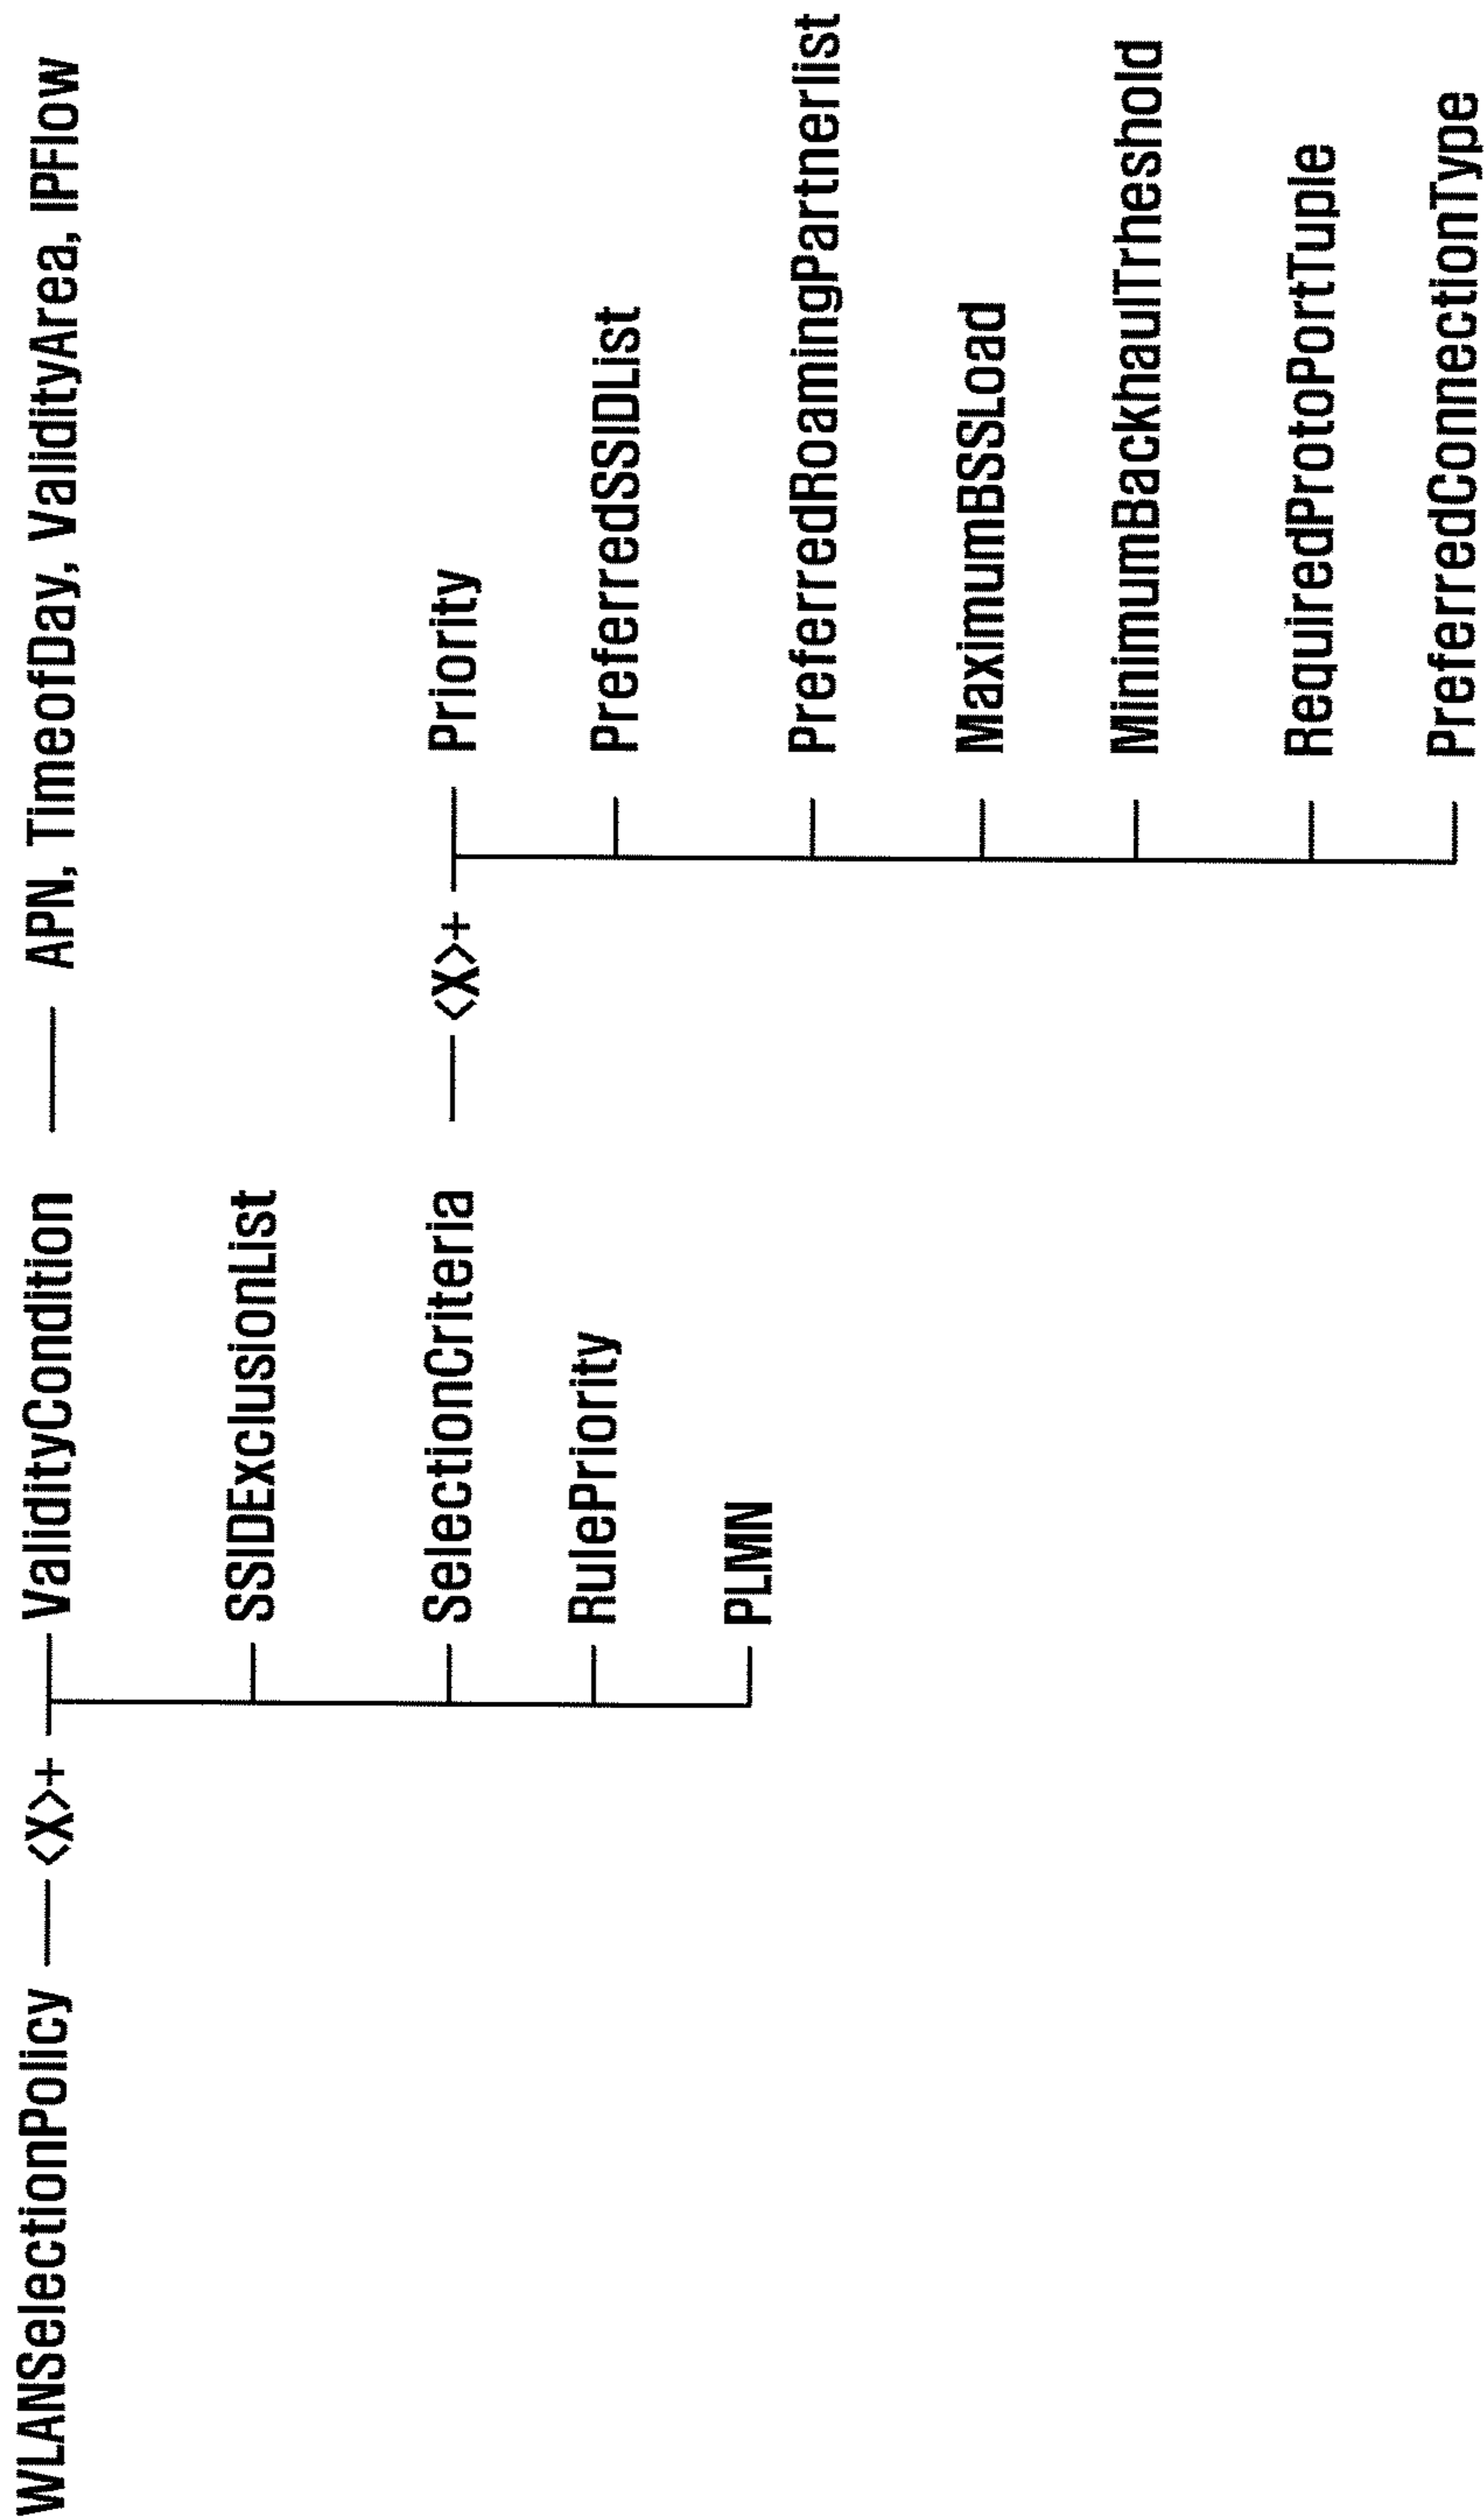 WLANSelectionPolicy <X>+ ValidityCondition APN, TimeofDay, ValidityArea, IPFlow
SSIDExclusionList
SelectionCriteria <X>+ Priority
RulePriority PreferredSSIDList
PLMN PreferredRoamingPartnerlist
MaximumBSSLoad
MinimumBackhaulTrheshold
RequiredProtoPortTuple
PreferredConnectionType